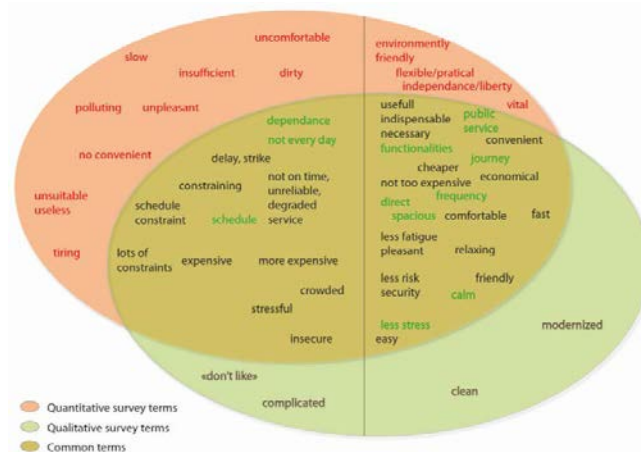 uncomfortable
slow
insufficient
dirty
polluting
unpleasant
no convenient
unsuitable
useless
tiring
dependance
not every day
delay, strike
constraining
not on time,
unreliable,
degraded
service
schedule
constraint
schedule
lots of
constraints
expensive
more expensive
crowded
stressful
insecure
«don't like»
complicated
environmently
friendly
flexible/pratical
independance/liberty
vital
usefull
indispensable
necessary
public
service
functionalities
convenient
journey
cheaper
not too expensive
economical
frequency
direct
spacious
comfortable
fast
less fatigue
pleasant
relaxing
less risk
security
friendly
calm
less stress
easy
modernized
clean
Quantitative survey terms
Qualitative survey terms
Common terms